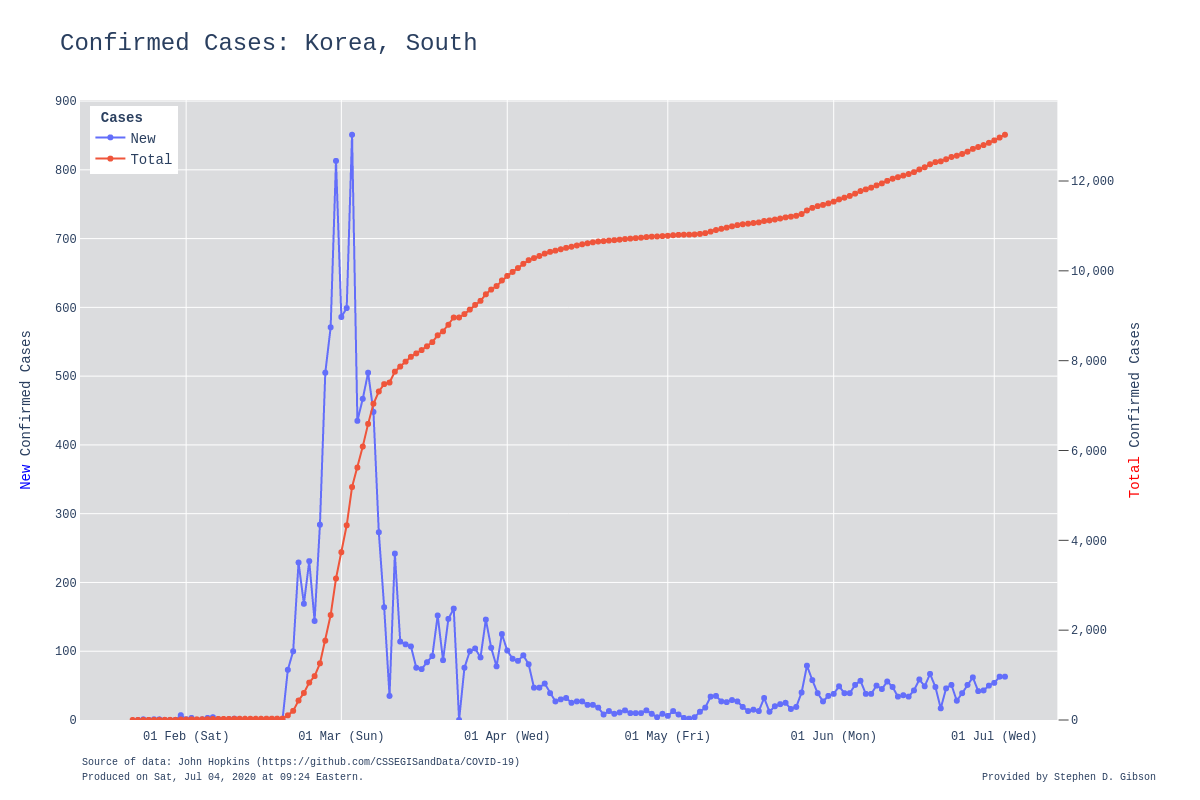 Confirmed Cases: Korea, South
Cases
New
Total
900
800
700
600
500
400
300
200
100
0
New Confirmed Cases
12,000
10,000
8,000
6,000
4,000
2,000
0
Total Confirmed Cases
01 Feb (Sat) 01 Mar (Sun) 01 Apr (Wed) 01 May (Fri) 01 Jun (Mon) 01 Jul (Wed)
Source of data: John Hopkins (https://github.com/CSSEGISandData/COVID-19)
Produced on Sat, Jul 04, 2020 at 09:24 Eastern.
Provided by Stephen D. Gibson